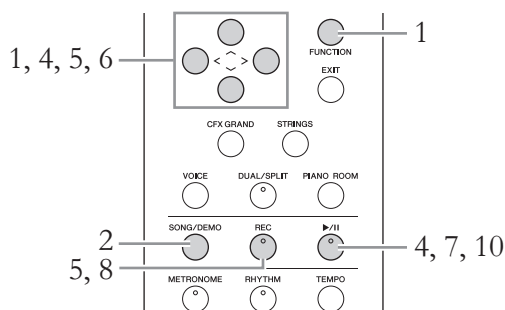 1
FUNCTION
1, 4, 5, 6
< >
EXIT
CFX GRAND STRINGS
VOICE DUAL/SPLIT PIANO ROOM
SONG/DEMO REC ▶/II
2
4, 7, 10
5, 8
METRONOME RHYTHM TEMPO